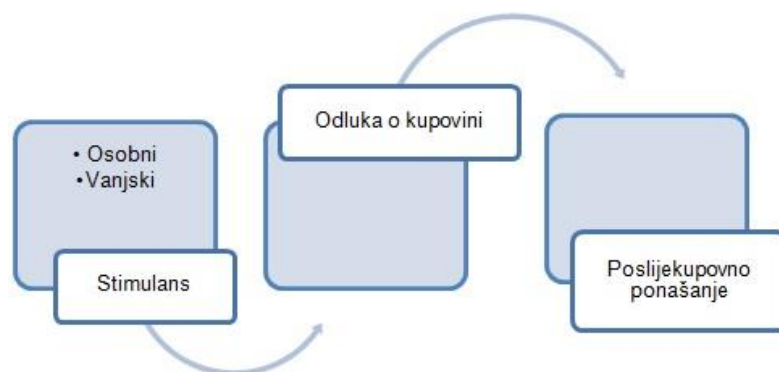 • Osobni
• Vanjski
Stimulans
Odluka o kupovini
Poslijekupovno
ponašanje